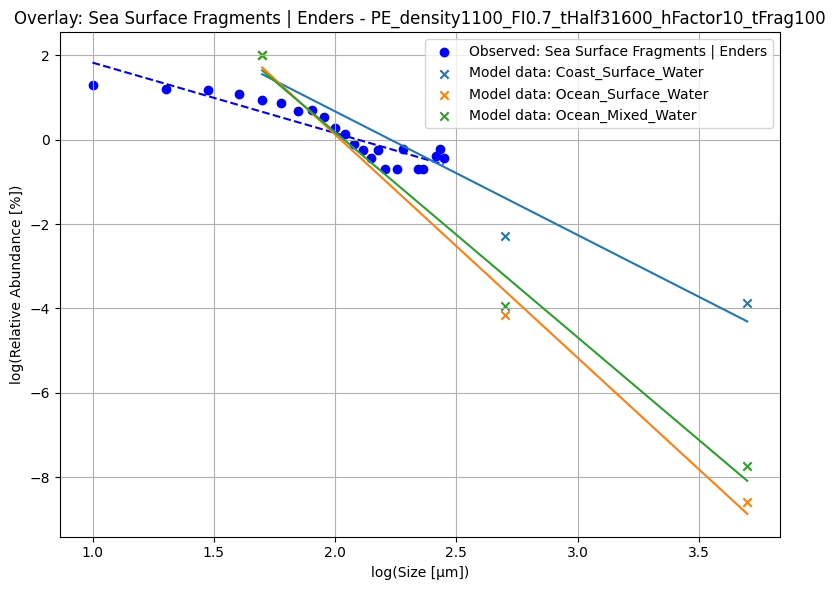 Overlay: Sea Surface Fragments | Enders - PE_density1100_FI0.7_tHalf31600_hFactor10_tFrag100
Observed: Sea Surface Fragments | Enders
Model data: Coast_Surface_Water
Model data: Ocean_Surface_Water
Model data: Ocean_Mixed_Water
log(Relative Abundance [%])
2
0
−2
−4
−6
−8
1.0 1.5 2.0 2.5 3.0 3.5
log(Size [μm])